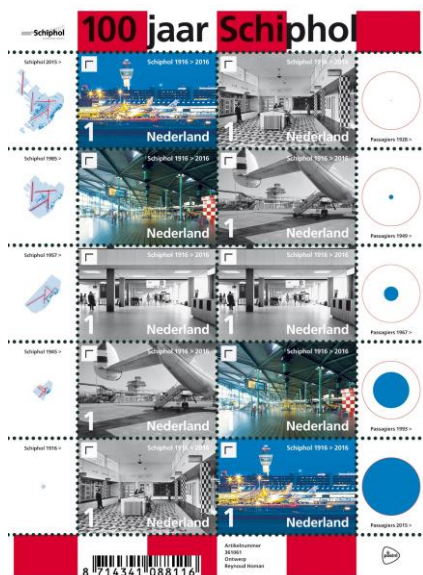 Schiphol
100 jaar Schiphol
Schiphol 2015 >
Schiphol 1916 > 2016
1 Nederland
Schiphol 1916 > 2016
1 Nederland
Passagiers 1920 >
Schiphol 1985 >
Schiphol 1916 > 2016
1 Nederland
Schiphol 1916 > 2016
1 Nederland
Passagiers 1949 >
Schiphol 1957 >
Schiphol 1916 > 2016
1 Nederland
Schiphol 1916 > 2016
1 Nederland
Passagiers 1967 >
Schiphol 1945 >
Schiphol 1916 > 2016
1 Nederland
Schiphol 1916 > 2016
1 Nederland
Passagiers 1993 >
Schiphol 1916 >
Schiphol 1916 > 2016
1 Nederland
Schiphol 1916 > 2016
1 Nederland
Passagiers 2015 >
8 714341 088116
Artikelnummer
361061
Ontwerp
Reynoud Homan
postnl